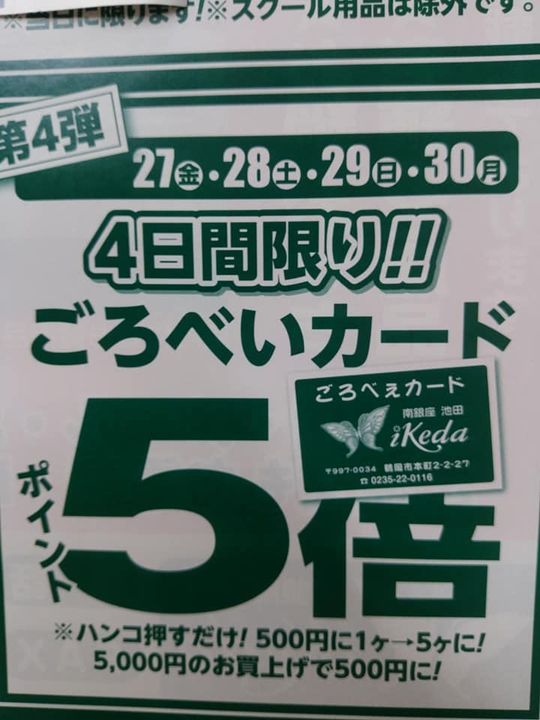 ※当日に限ります!※スクール用品は除外です。
第4弾
27金・28土・29日・30月
4日間限り!!
ごろべいカード
ポイント
5倍
ごろべぇカード
南銀座 池田
iKeda
〒997-0034 鶴岡市本町2-2-27
☎0235-22-0116
※ハンコ押すだけ! 500円に1ヶ→5ヶに!
5,000円のお買上げで500円に!